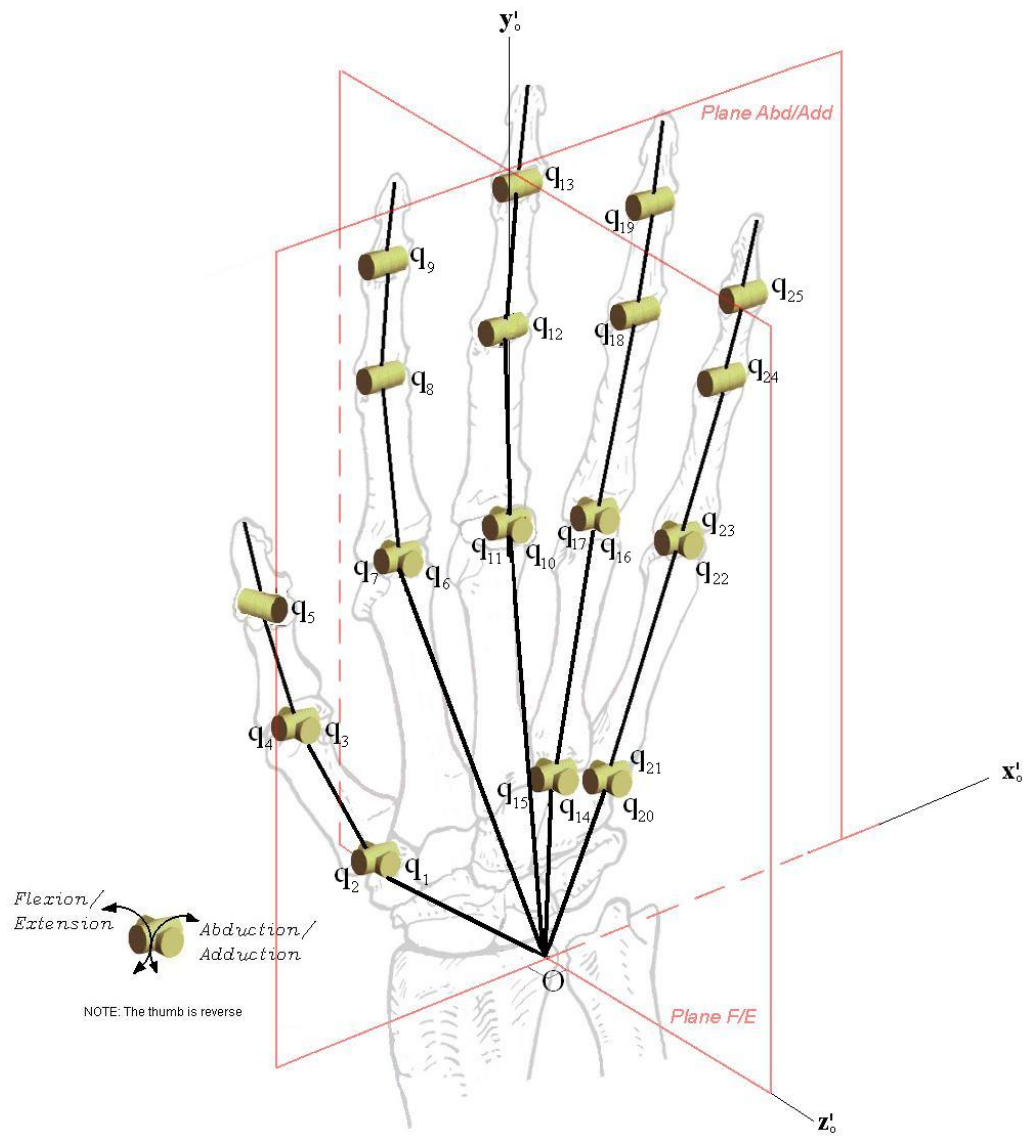 y'o
Plane Abd/Add
q13
q19
q9
q25
q12
q18
q8
q24
q11
q10
q17
q16
q23
q22
q7
q6
q5
q4
q3
q21
q15
q14
q20
x'o
q2
q1
Flexion/
Extension
Abduction/
Adduction
NOTE: The thumb is reverse
O
Plane F/E
z'o